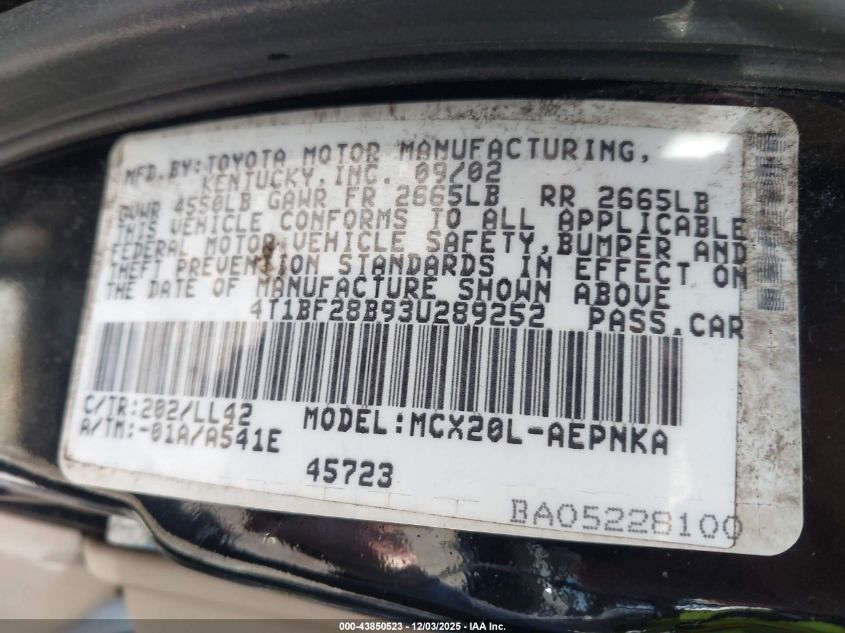 MFD.BY:TOYOTA MOTOR MANUFACTURING,
KENTUCKY, INC. 09/02
GVWR 4550LB GAWR FR 2665LB RR 2665LB
THIS VEHICLE CONFORMS TO ALL APPLICABLE
FEDERAL MOTOR VEHICLE SAFETY, BUMPER AND
THEFT PREVENTION STANDARDS IN EFFECT ON
THE DATE OF MANUFACTURE SHOWN ABOVE
4T1BF28B93U289252 PASS.CAR
C/TR:202/LL42 MODEL:MCX20L-AEPNKA
A/TM:-01A/A541E
45723
BA05228100
000-43850523 - 12/03/2025 - IAA Inc.